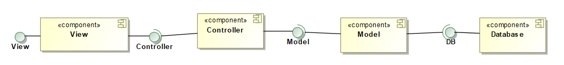 «component»
View
View
Controller
«component»
Controller
Model
«component»
Model
DB
«component»
Database